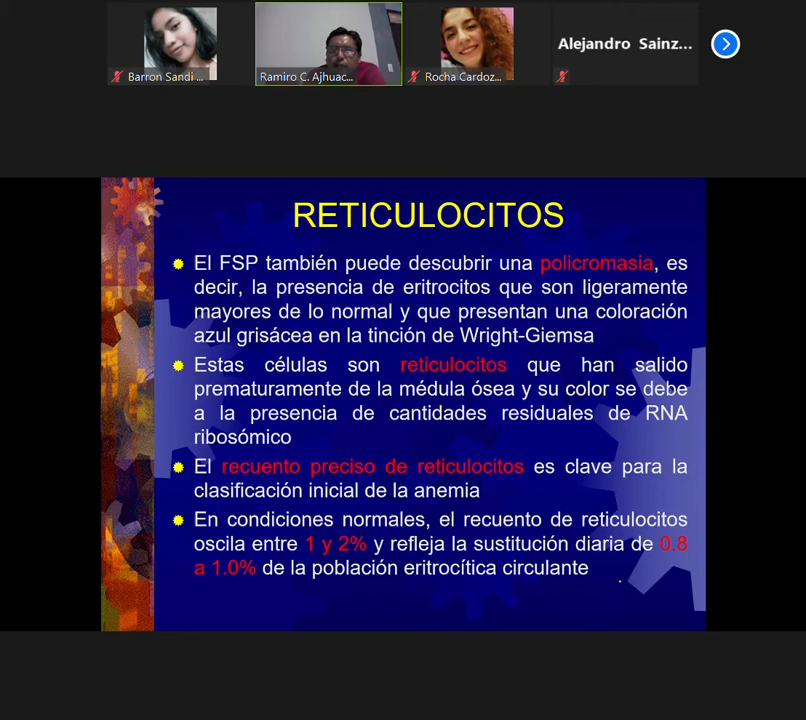 Barron Sandi ...
Ramiro C. Ajhuac...
Rocha Cardoz...
Alejandro Sainz...
RETICULOCITOS
El FSP también puede descubrir una policromasia, es
decir, la presencia de eritrocitos que son ligeramente
mayores de lo normal y que presentan una coloración
azul grisácea en la tinción de Wright-Giemsa
Estas células son reticulocitos que han salido
prematuramente de la médula ósea y su color se debe
a la presencia de cantidades residuales de RNA
ribosómico
El recuento preciso de reticulocitos es clave para la
clasificación inicial de la anemia
En condiciones normales, el recuento de reticulocitos
oscila entre 1 y 2% y refleja la sustitución diaria de 0.8
a 1.0% de la población eritrocítica circulante